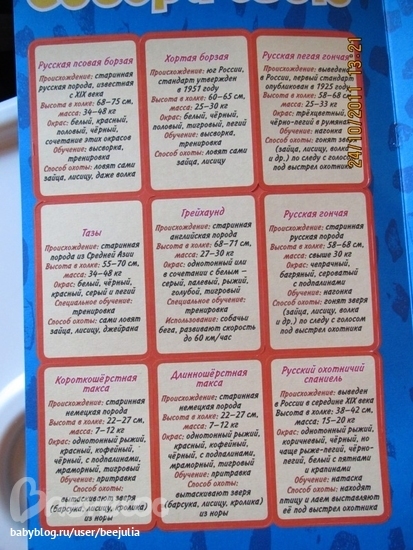 Русская псовая борзая
Происхождение: старинная
русская порода, известная
с XIX века
Высота в холке: 68–75 см,
масса: 34–48 кг
Окрас: белый, красный,
половый, чёрный,
сочетание этих окрасов
Обучение: высворка,
тренировка
Способ охоты: ловят сами
зайца, лисицу, даже волка
Хортая борзая
Происхождение: юг России,
стандарт утверждён
в 1951 году
Высота в холке: 60–65 см,
масса: 25–30 кг
Окрас: белый, чёрный,
половый, тигровый, пегий
Обучение: высворка,
тренировка
Способ охоты: ловят сами
зайца, лисицу
Русская пегая гончая
Происхождение: выведена
в России, первый стандарт
опубликован в 1925 году
Высота в холке: 58–68 см,
масса: 25–33 кг
Окрас: трёхцветный,
чёрно-пегий в румянах
Обучение: нагонка
Способ охоты: гонят зверя
(зайца, лисицу, волка
и др.) по следу с голосом
под выстрел охотника
24/10/2011 13:21
Тазы
Происхождение: старинная
порода из Средней Азии
Высота в холке: 55–70 см,
масса: 34–48 кг
Окрас: белый, чёрный,
красный, серый и пегий
Специальное обучение:
тренировка
Способ охоты: сами ловят
зайца, лисицу, джейрана
Грейхаунд
Происхождение: старинная
английская порода
Высота в холке: 68–71 см,
масса: 27–30 кг
Окрас: однотонный или
в сочетании с белым —
серый, палевый, рыжий,
голубой, тигровый
Специальное обучение:
тренировка
Использование: собачьи
бега, развивают скорость
до 60 км/час
Русская гончая
Происхождение: старинная
русская порода
Высота в холке: 58–68 см,
масса: свыше 30 кг
Окрас: чепрачный,
багряный, сероватый
с подпалинами
Обучение: нагонка
Способ охоты: гонят зверя
(зайца, лисицу, волка
и др.) по следу с голосом
под выстрел охотника
Короткошёрстная
такса
Происхождение: старинная
немецкая порода
Высота в холке: 22–27 см,
масса: 7–12 кг
Окрас: однотонный рыжий,
красный, кофейный,
чёрный, с подпалинами,
мраморный, тигровый
Обучение: притравка
Способ охоты:
вытаскивают зверя
(барсука, лисицу, кролика)
из норы
Длинношёрстная
такса
Происхождение: старинная
немецкая порода
Высота в холке: 22–27 см,
масса: 7–12 кг
Окрас: однотонный рыжий,
красный, кофейный,
чёрный, с подпалинами,
мраморный, тигровый
Обучение: притравка
Способ охоты:
вытаскивают зверя
(барсука, лисицу, кролика)
из норы
Русский охотничий
спаниель
Происхождение: выведен
в России в середине XIX века
Высота в холке: 38–42 см,
масса: 15–20 кг
Окрас: однотонный рыжий,
коричневый, чёрный, но
чаще рыже-пегий, чёрно-
пегий, белый с пятнами
и крапинами
Обучение: натаска
Способ охоты: находят
птицу и лаем выставляют
её под выстрел охотника
babyblog.ru/user/beejulia